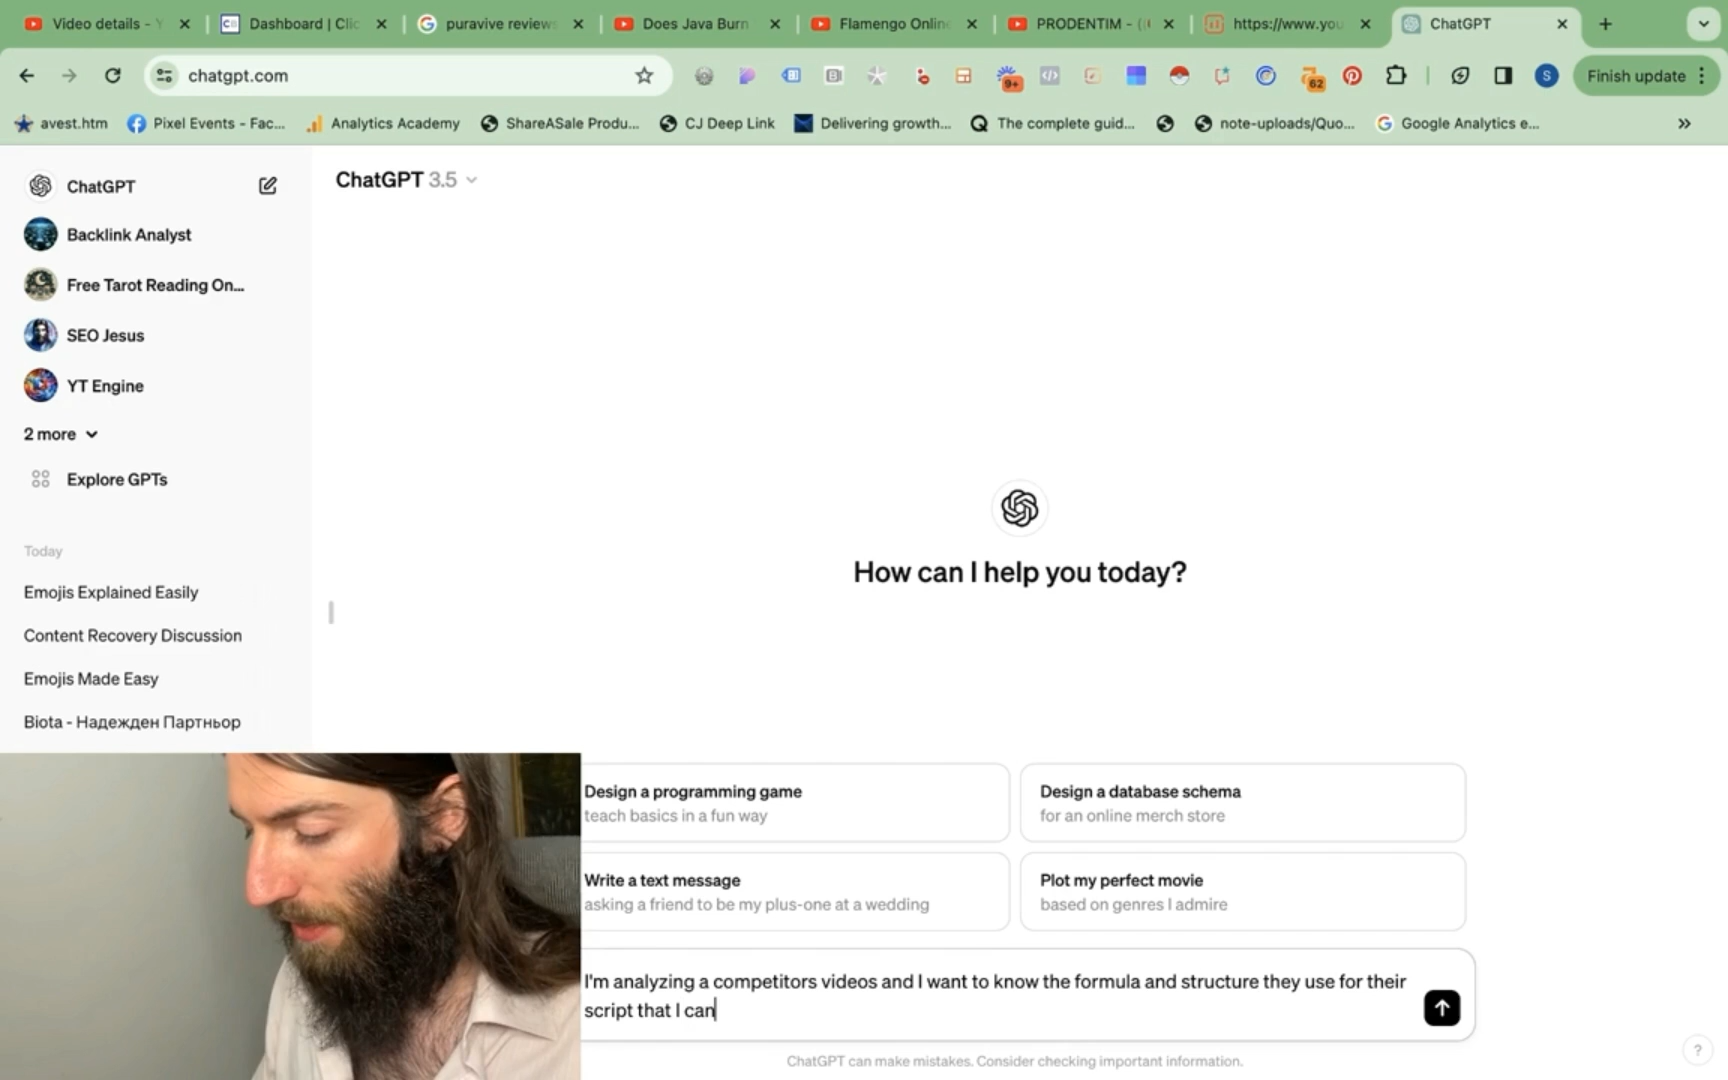 Video details - Y
Dashboard | Clic
puravive reviews
Does Java Burn
Flamengo Online
PRODENTIM - ((
https://www.you
ChatGPT
chatgpt.com
9+
62
S
Finish update
avest.htm
Pixel Events - Fac...
Analytics Academy
ShareASale Produ...
CJ Deep Link
Delivering growth...
The complete guid...
note-uploads/Quo...
Google Analytics e...
ChatGPT
ChatGPT 3.5
Backlink Analyst
Free Tarot Reading On...
SEO Jesus
YT Engine
2 more
Explore GPTs
Today
Emojis Explained Easily
Content Recovery Discussion
Emojis Made Easy
Biota - Надежден Партньор
How can I help you today?
Design a programming game
teach basics in a fun way
Design a database schema
for an online merch store
Write a text message
asking a friend to be my plus-one at a wedding
Plot my perfect movie
based on genres I admire
I'm analyzing a competitors videos and I want to know the formula and structure they use for their
script that I can
ChatGPT can make mistakes. Consider checking important information.
?